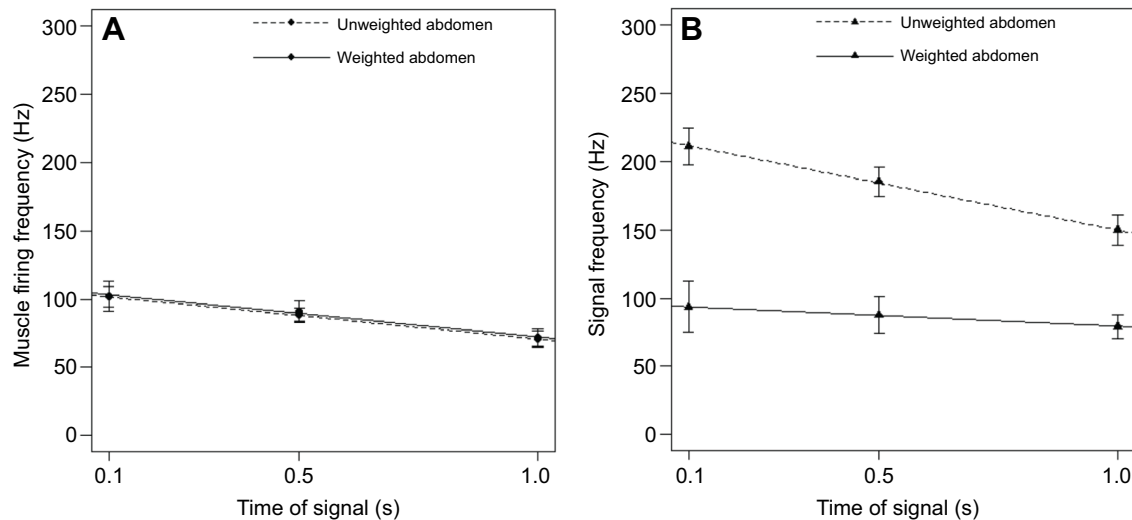 A
Unweighted abdomen
Weighted abdomen
Muscle firing frequency (Hz)
300
250
200
150
100
50
0
0.1
0.5
1.0
Time of signal (s)
B
Unweighted abdomen
Weighted abdomen
Signal frequency (Hz)
300
250
200
150
100
50
0
0.1
0.5
1.0
Time of signal (s)